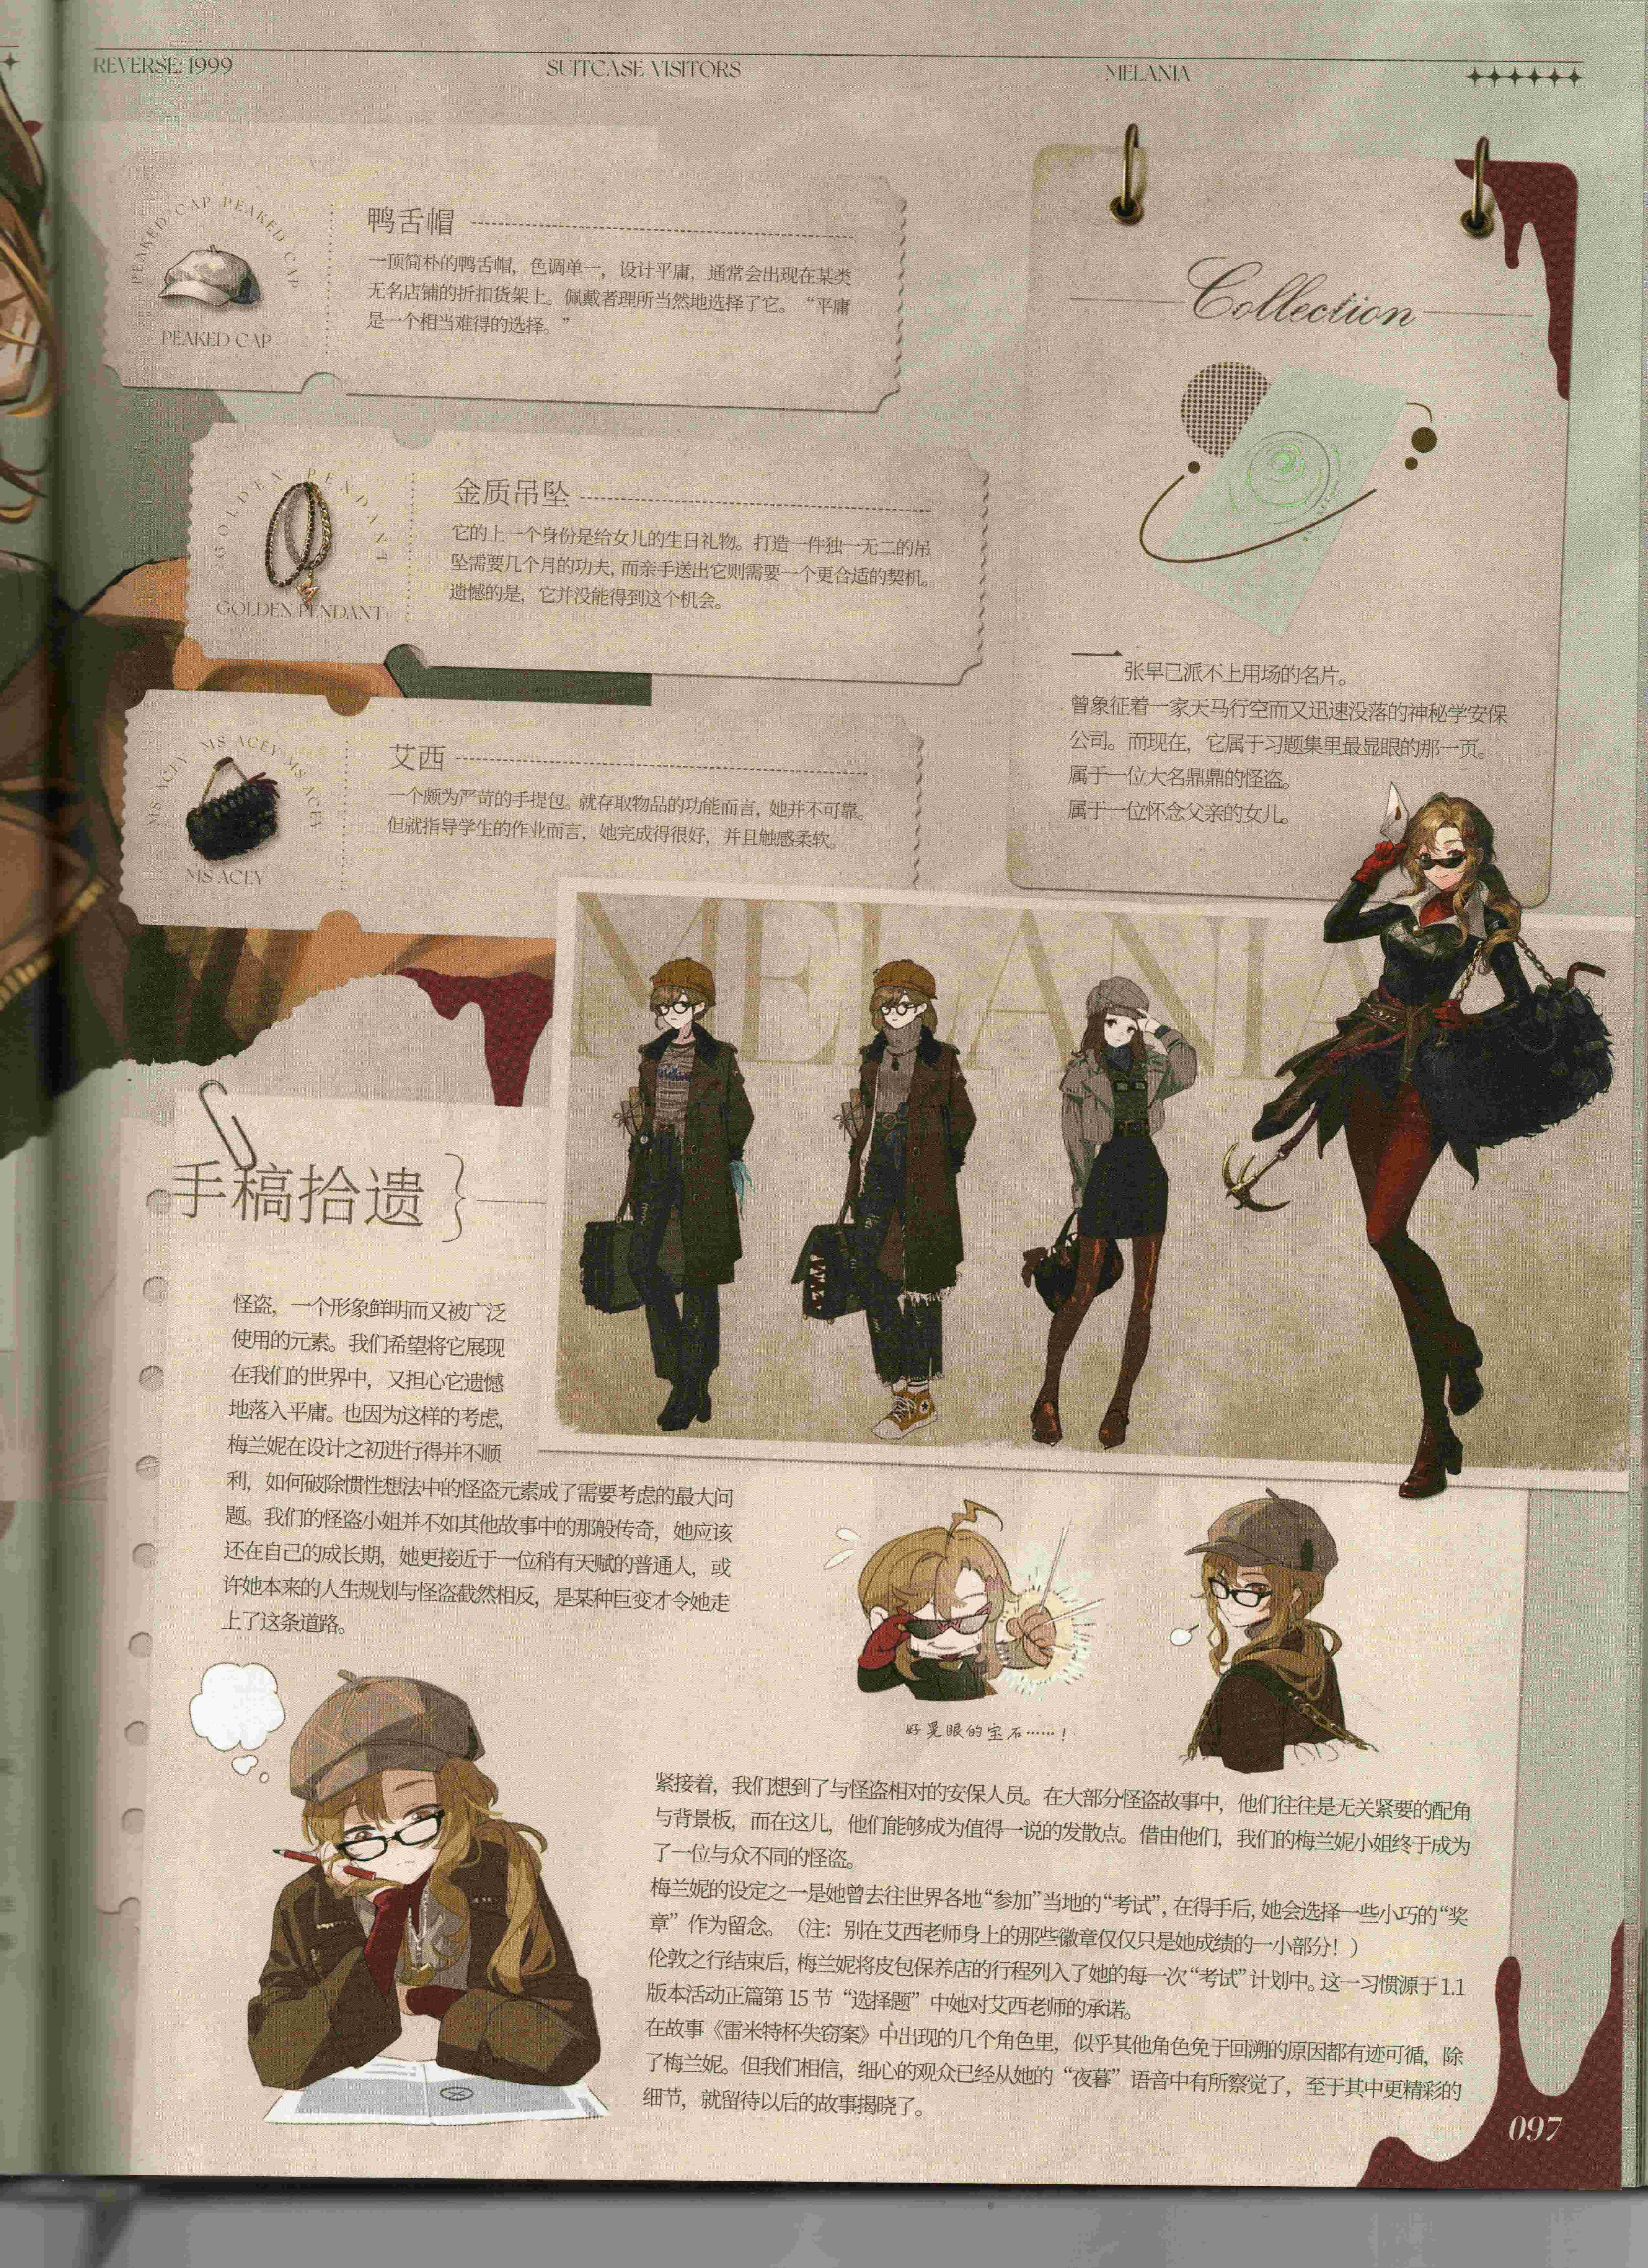 REVERSE: 1999
SUITCASE VISITORS
MELANIA
PEAKED CAP PEAKED CAP
PEAKED CAP
鸭舌帽
一顶简朴的鸭舌帽，色调单一，设计平庸，通常会出现在某类
无名店铺的折扣货架上。佩戴者理所当然地选择了它。“平庸
是一个相当难得的选择。”
GOLDEN PENDANT
GOLDEN PENDANT
金质吊坠
它的上一个身份是给女儿的生日礼物。打造一件独一无二的吊
坠需要几个月的功夫，而亲手送出它则需要一个更合适的契机。
遗憾的是，它并没能得到这个机会。
MS ACEY MS ACEY MS ACEY
MS ACEY
艾西
一个颇为严苛的手提包。就存取物品的功能而言，她并不可靠。
但就指导学生的作业而言，她完成得很好，并且触感柔软。
Collection
一张早已派不上用场的名片。
曾象征着一家天马行空而又迅速没落的神秘学安保
公司。而现在，它属于习题集里最显眼的那一页。
属于一位大名鼎鼎的怪盗。
属于一位怀念父亲的女儿。
MELANIA
手稿拾遗
怪盗，一个形象鲜明而又被广泛
使用的元素。我们希望将它展现
在我们的世界中，又担心它遗憾
地落入平庸。也因为这样的考虑，
梅兰妮在设计之初进行得并不顺
利，如何破除惯性想法中的怪盗元素成了需要考虑的最大问
题。我们的怪盗小姐并不如其他故事中的那般传奇，她应该
还在自己的成长期，她更接近于一位稍有天赋的普通人，或
许她本来的人生规划与怪盗截然相反，是某种巨变才令她走
上了这条道路。
好晃眼的宝石……！
紧接着，我们想到了与怪盗相对的安保人员。在大部分怪盗故事中，他们往往是无关紧要的配角
与背景板，而在这儿，他们能够成为值得一说的发散点。借由他们，我们的梅兰妮小姐终于成为
了一位与众不同的怪盗。
梅兰妮的设定之一是她曾去往世界各地“参加”当地的“考试”，在得手后，她会选择一些小巧的“奖
章”作为留念。（注：别在艾西老师身上的那些徽章仅仅只是她成绩的一小部分！）
伦敦之行结束后，梅兰妮将皮包保养店的行程列入了她的每一次“考试”计划中。这一习惯源于1.1
版本活动正篇第 15 节“选择题”中她对艾西老师的承诺。
在故事《雷米特杯失窃案》中出现的几个角色里，似乎其他角色免于回溯的原因都有迹可循，除
了梅兰妮。但我们相信，细心的观众已经从她的“夜暮”语音中有所察觉了，至于其中更精彩的
细节，就留待以后的故事揭晓了。
097